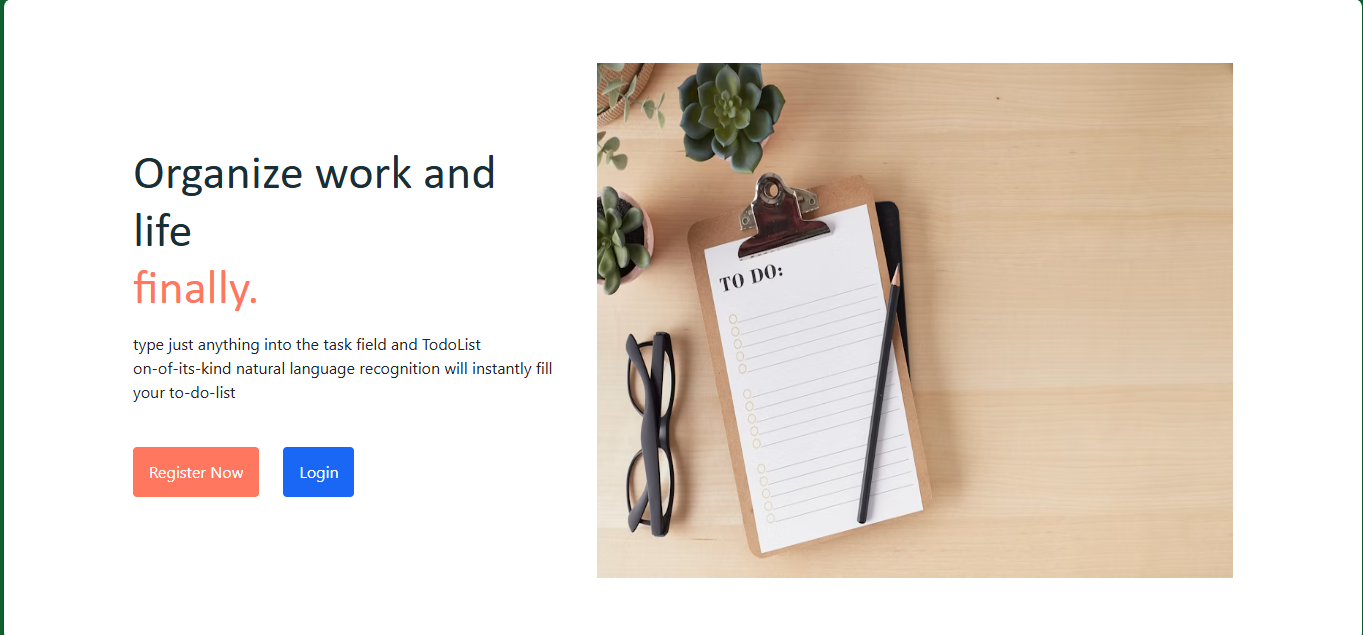 Organize work and
life
finally.
type just anything into the task field and TodoList
on-of-its-kind natural language recognition will instantly fill
your to-do-list
Register Now
Login
TO DO: